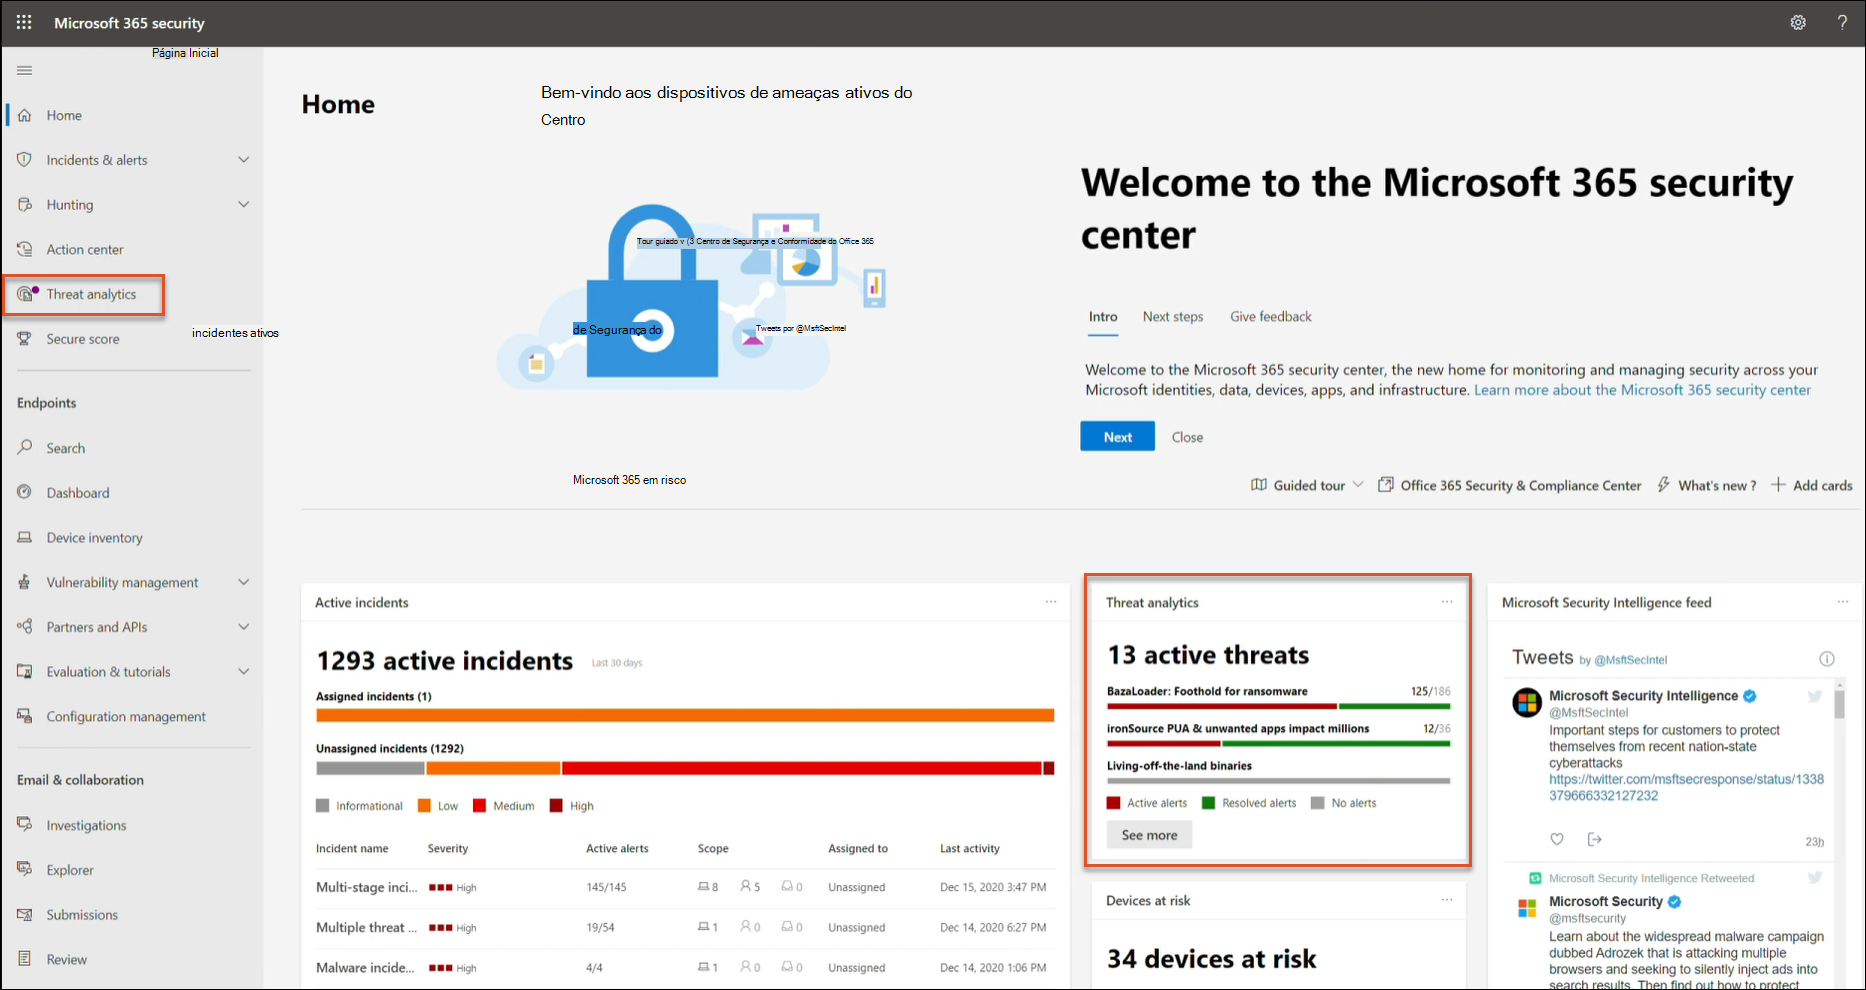 Microsoft 365 security
?
Página Inicial
Home
Incidents & alerts
Hunting
Action center
Threat analytics
Secure score
incidentes ativos
Endpoints
Search
Dashboard
Device inventory
Vulnerability management
Partners and APIs
Evaluation & tutorials
Configuration management
Email & collaboration
Investigations
Explorer
Submissions
Review
Home
Bem-vindo aos dispositivos de ameaças ativos do
Centro
Tour guiado v (3 Centro de Segurança e Conformidade do Office 365
de Segurança do
Tweets por @MsftSecIntel
Microsoft 365 em risco
Welcome to the Microsoft 365 security
center
Intro Next steps Give feedback
Welcome to the Microsoft 365 security center, the new home for monitoring and managing security across your
Microsoft identities, data, devices, apps, and infrastructure. Learn more about the Microsoft 365 security center
Next Close
Guided tour Office 365 Security & Compliance Center What's new ? Add cards
Active incidents
1293 active incidents Last 30 days
Assigned incidents (1)
Unassigned incidents (1292)
Informational Low Medium High
Incident name Severity Active alerts Scope Assigned to Last activity
Multi-stage inci... High 145/145 8 5 0 Unassigned Dec 15, 2020 3:47 PM
Multiple threat ... High 19/54 1 0 0 Unassigned Dec 14, 2020 6:27 PM
Malware incide... High 4/4 1 0 0 Unassigned Dec 14, 2020 1:06 PM
Threat analytics
13 active threats
BazaLoader: Foothold for ransomware 125/186
ironSource PUA & unwanted apps impact millions 12/36
Living-off-the-land binaries
Active alerts Resolved alerts No alerts
See more
Devices at risk
34 devices at risk
Microsoft Security Intelligence feed
Tweets by @MsftSecIntel
Microsoft Security Intelligence
@MsftSecIntel
Important steps for customers to protect
themselves from recent nation-state
cyberattacks
https://twitter.com/msftsecresponse/status/1338
379666332127232
23h
Microsoft Security Intelligence Retweeted
Microsoft Security
@msftsecurity
Learn about the widespread malware campaign
dubbed Adrozek that is attacking multiple
browsers and seeking to silently inject ads into
search results. Then find out how to protect